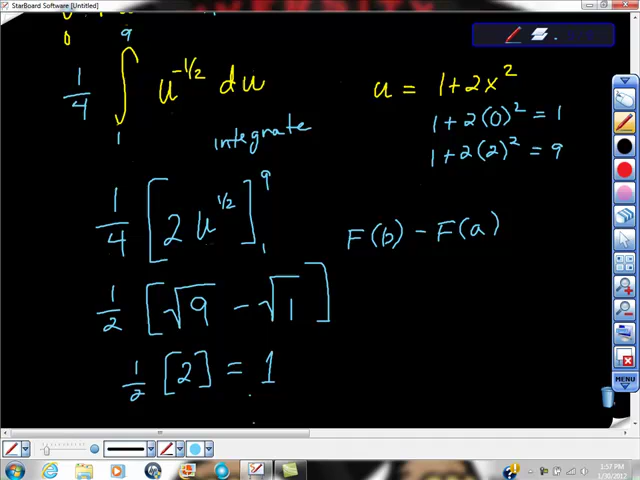 StarBoard Software [Untitled]
0
9
1/4 ∫ u^-1/2 du
1
u = 1+2x^2
1+2(0)^2 = 1
1+2(2)^2 = 9
integrate
1/4 [2u^1/2]
9
1
F(b) - F(a)
1/2 [√9 - √1]
1/2 [2] = 1
MENU
1:57 PM
1/30/2012